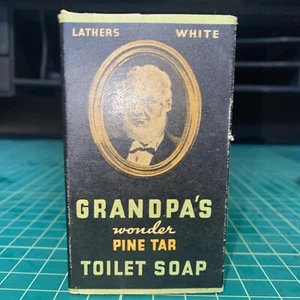 LATHERS WHITE
GRANDPA'S
wonder
PINE TAR
TOILET SOAP